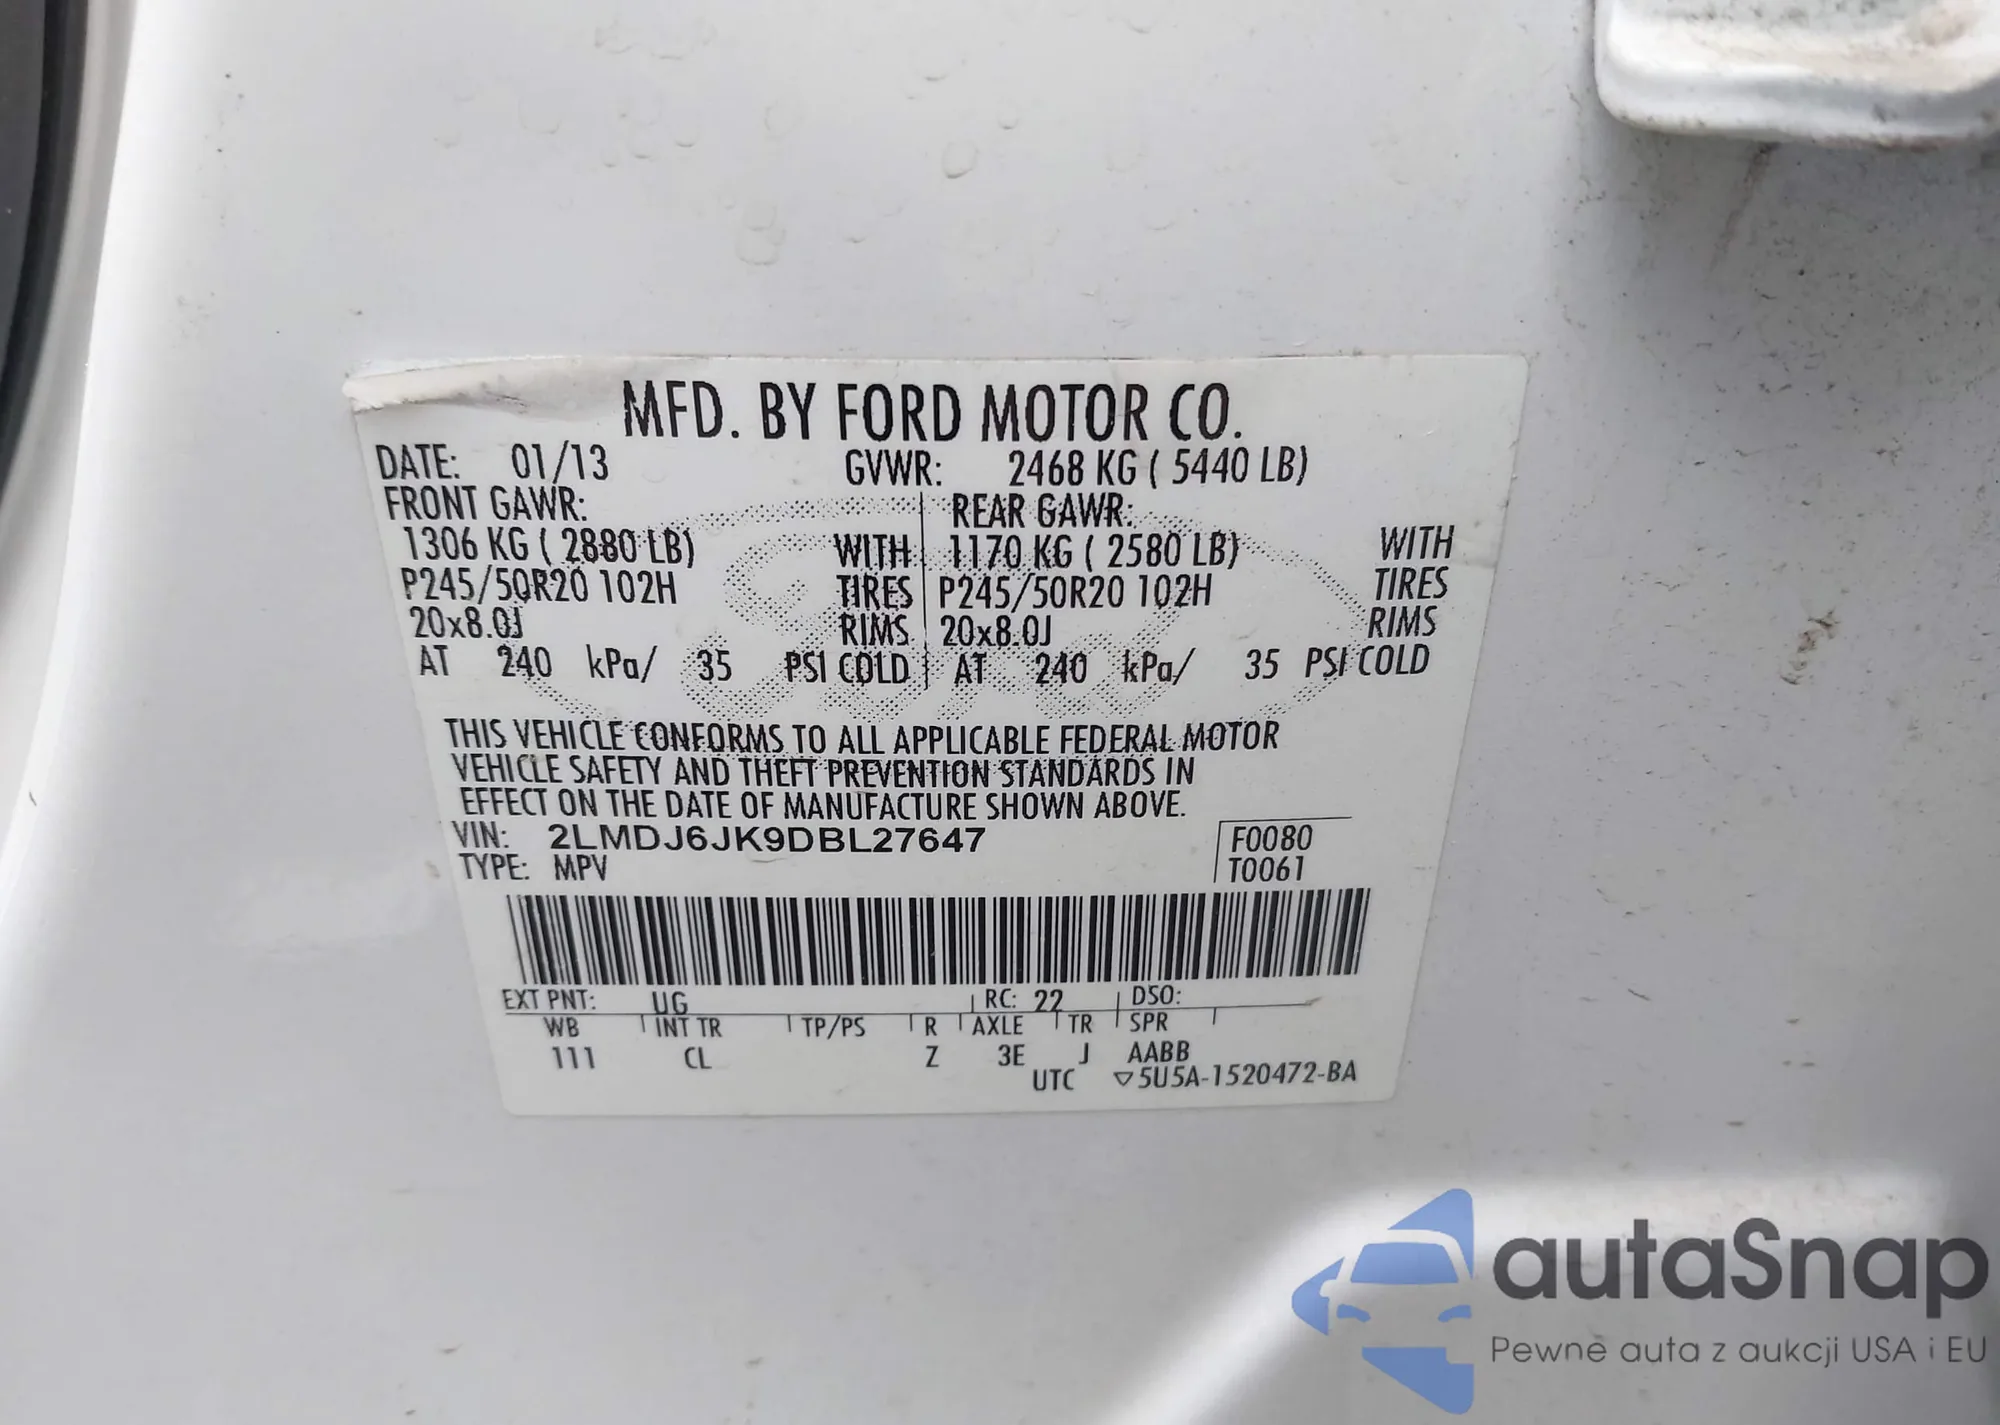 MFD. BY FORD MOTOR CO.
DATE: 01/13 GVWR: 2468 KG ( 5440 LB)
FRONT GAWR: REAR GAWR:
1306 KG ( 2880 LB) WITH 1170 KG ( 2580 LB) WITH
P245/50R20 102H TIRES P245/50R20 102H TIRES
20x8.0J RIMS 20x8.0J RIMS
AT 240 kPa/ 35 PSI COLD AT 240 kPa/ 35 PSI COLD
THIS VEHICLE CONFORMS TO ALL APPLICABLE FEDERAL MOTOR
VEHICLE SAFETY AND THEFT PREVENTION STANDARDS IN
EFFECT ON THE DATE OF MANUFACTURE SHOWN ABOVE.
VIN: 2LMDJ6JK9DBL27647 F0080
TYPE: MPV T0061
EXT PNT: UG RC: 22 DSO:
WB INT TR TP/PS R AXLE TR SPR
111 CL Z 3E J AABB
UTC ▽5U5A-1520472-BA
autaSnap
Pewne auta z aukcji USA i EU